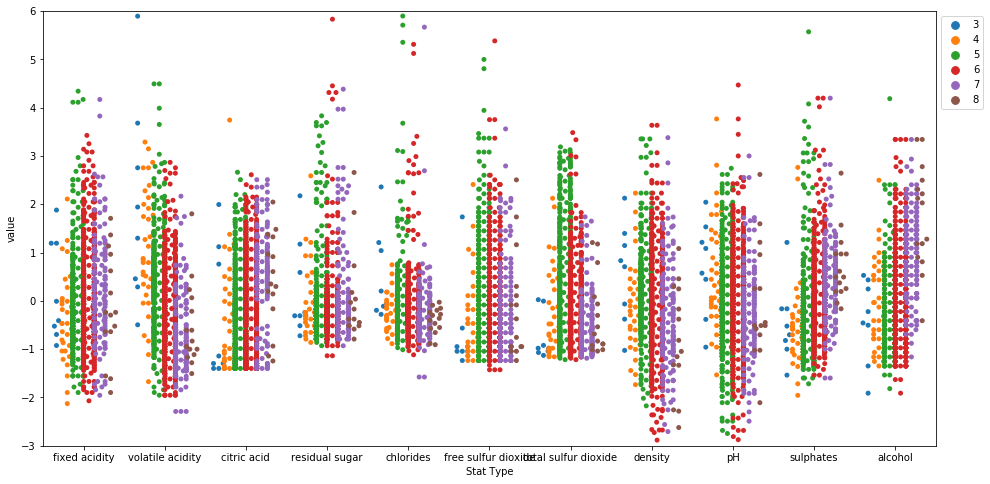 6
5
4
3
2
1
0
−1
−2
−3
value
fixed acidity
volatile acidity
citric acid
residual sugar
chlorides
free sulfur dioxide
total sulfur dioxide
density
pH
sulphates
alcohol
Stat Type
3
4
5
6
7
8